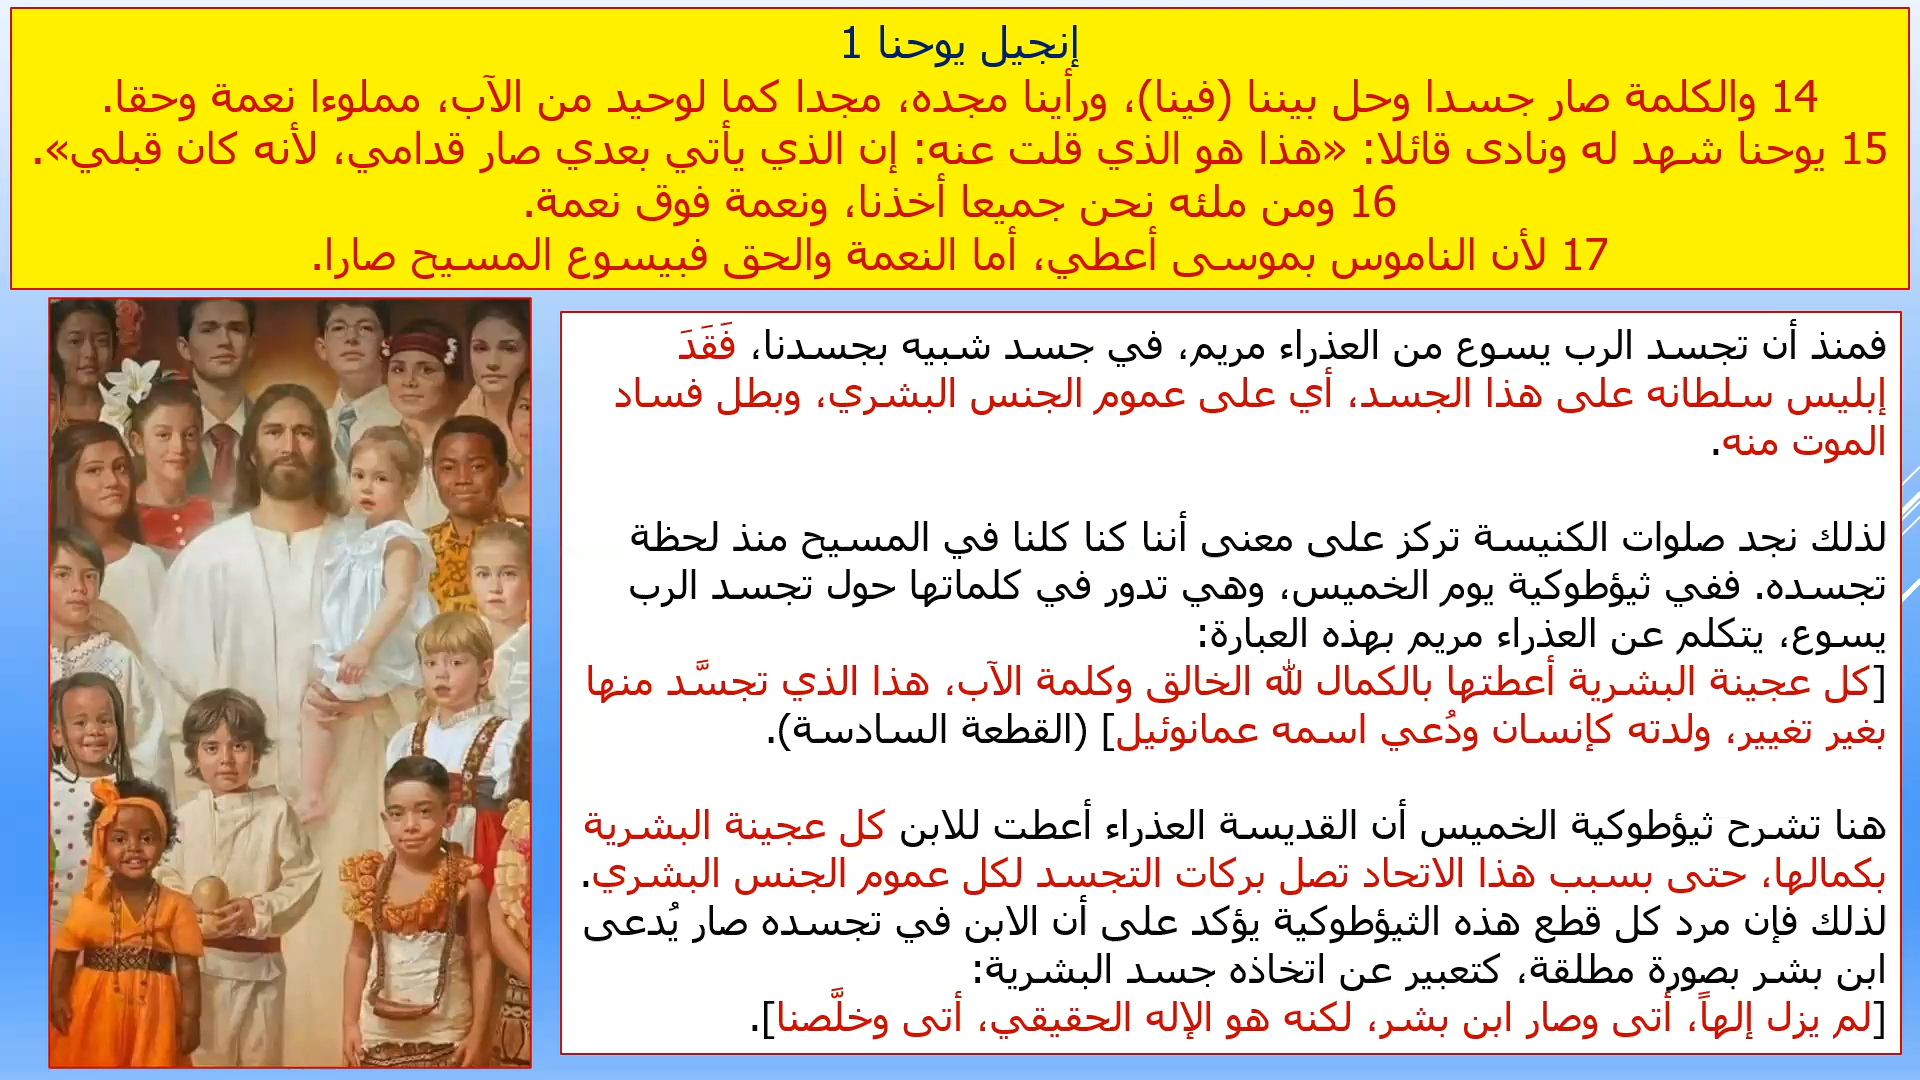 إنجيل يوحنا 1
14 والكلمة صار جسدا وحل بيننا (فينا)، ورأينا مجده، مجدا كما لوحيد من الآب، مملوءا نعمة وحقا.
15 يوحنا شهد له ونادى قائلا: «هذا هو الذي قلت عنه: إن الذي يأتي بعدي صار قدامي، لأنه كان قبلي».
16 ومن ملئه نحن جميعا أخذنا، ونعمة فوق نعمة.
17 لأن الناموس بموسى أعطي، أما النعمة والحق فبيسوع المسيح صارا.
فمنذ أن تجسد الرب يسوع من العذراء مريم، في جسد شبيه بجسدنا، فَقَدَ
إبليس سلطانه على هذا الجسد، أي على عموم الجنس البشري، وبطل فساد
الموت منه.
لذلك نجد صلوات الكنيسة تركز على معنى أننا كنا كلنا في المسيح منذ لحظة
تجسده. ففي ثيؤطوكية يوم الخميس، وهي تدور في كلماتها حول تجسد الرب
يسوع، يتكلم عن العذراء مريم بهذه العبارة:
[كل عجينة البشرية أعطتها بالكمال لله الخالق وكلمة الآب، هذا الذي تجسَّد منها
بغير تغيير، ولدته كإنسان ودُعي اسمه عمانوئيل] (القطعة السادسة).
هنا تشرح ثيؤطوكية الخميس أن القديسة العذراء أعطت للابن كل عجينة البشرية
بكمالها، حتى بسبب هذا الاتحاد تصل بركات التجسد لكل عموم الجنس البشري.
لذلك فإن مرد كل قطع هذه الثيؤطوكية يؤكد على أن الابن في تجسده صار يُدعى
ابن بشر بصورة مطلقة، كتعبير عن اتخاذه جسد البشرية:
[لم يزل إلهاً، أتى وصار ابن بشر، لكنه هو الإله الحقيقي، أتى وخلَّصنا].